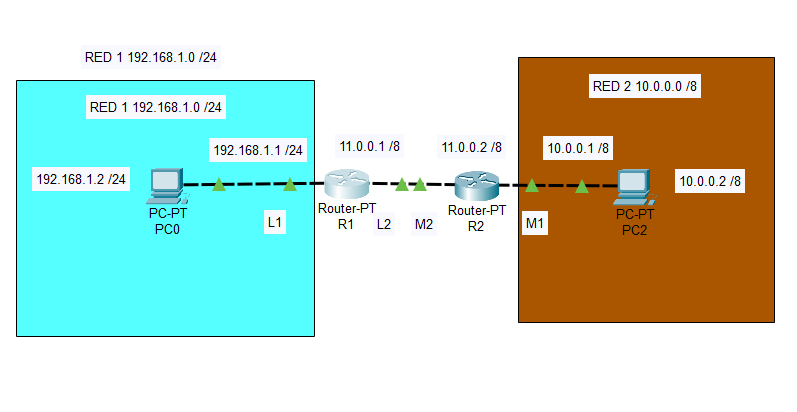 RED 1 192.168.1.0 /24
RED 1 192.168.1.0 /24
RED 2 10.0.0.0 /8
192.168.1.1 /24
11.0.0.1 /8
11.0.0.2 /8
10.0.0.1 /8
192.168.1.2 /24
10.0.0.2 /8
PC-PT
PC0
L1
Router-PT
R1
L2
M2
Router-PT
R2
M1
PC-PT
PC2